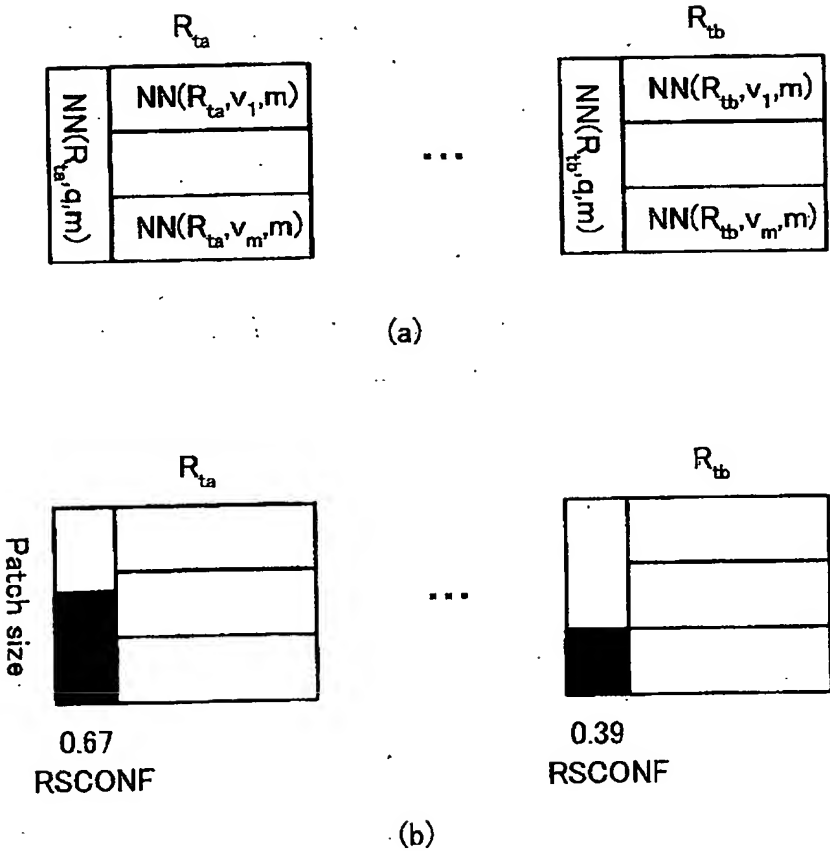 R_ta R_tb
NN(R_ta,q,m)
NN(R_ta,v_1,m)
NN(R_ta,v_m,m)
...
NN(R_tb,q,m)
NN(R_tb,v_1,m)
NN(R_tb,v_m,m)
(a)
R_ta R_tb
Patch size
...
0.67
RSCONF
0.39
RSCONF
(b)